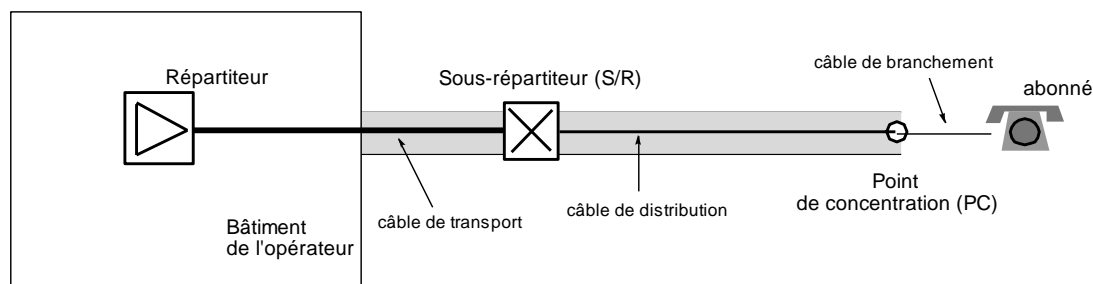 Répartiteur
Sous-répartiteur (S/R)
câble de branchement
abonné
Point
de concentration (PC)
câble de transport
câble de distribution
Bâtiment
de l'opérateur